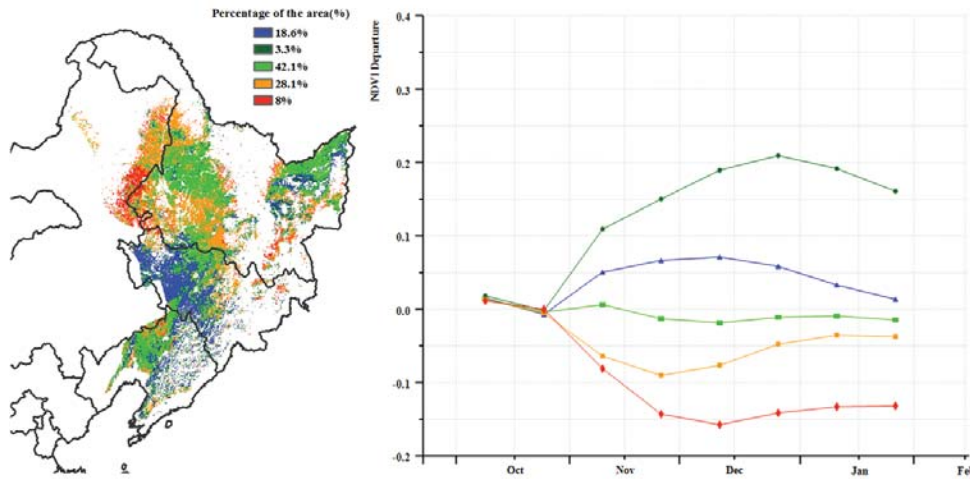 Percentage of the area(%)
18.6%
3.3%
42.1%
28.1%
8%
NDVI Departure
0.4
0.3
0.2
0.1
0.0
-0.1
-0.2
Oct
Nov
Dec
Jan
Feb